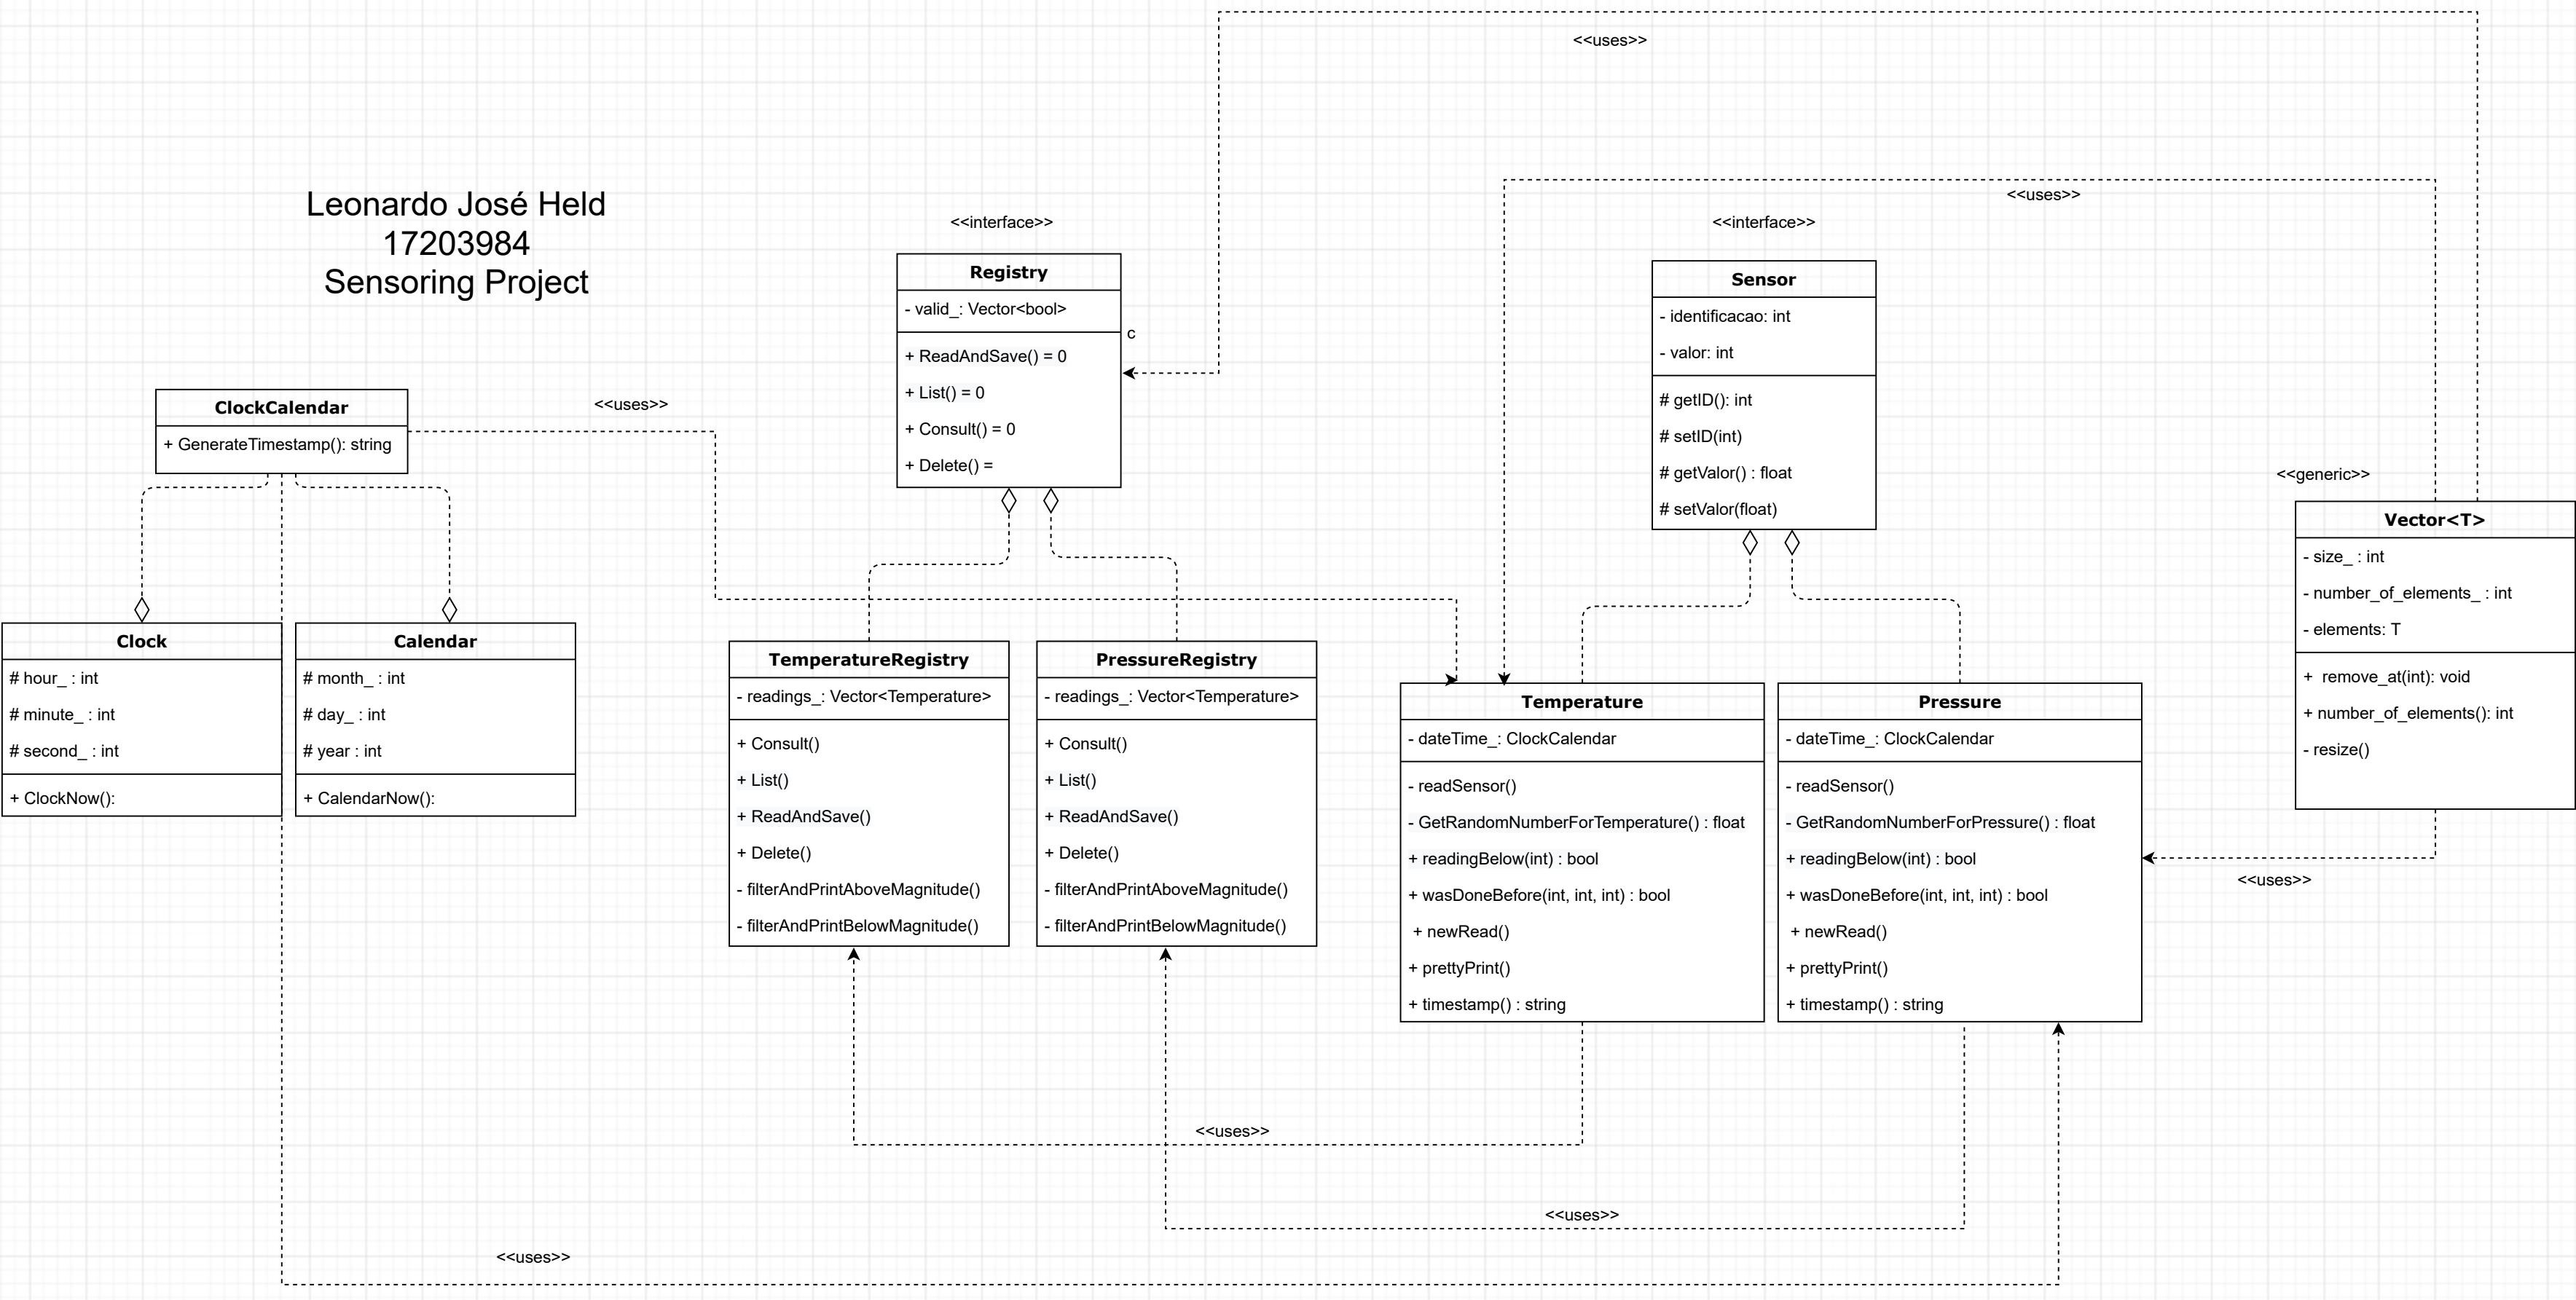 <<uses>>
<<uses>>
Leonardo José Held
17203984
Sensoring Project
<<interface>>
Registry
- valid_: Vector<bool>
c
+ ReadAndSave() = 0
+ List() = 0
+ Consult() = 0
+ Delete() =
<<interface>>
Sensor
- identificacao: int
- valor: int
# getID(): int
# setID(int)
# getValor() : float
# setValor(float)
ClockCalendar
+ GenerateTimestamp(): string
<<uses>>
<<generic>>
Vector<T>
- size_ : int
- number_of_elements_ : int
- elements: T
+  remove_at(int): void
+ number_of_elements(): int
- resize()
Clock
# hour_ : int
# minute_ : int
# second_ : int
+ ClockNow():
Calendar
# month_ : int
# day_ : int
# year : int
+ CalendarNow():
TemperatureRegistry
- readings_: Vector<Temperature>
+ Consult()
+ List()
+ ReadAndSave()
+ Delete()
- filterAndPrintAboveMagnitude()
- filterAndPrintBelowMagnitude()
PressureRegistry
- readings_: Vector<Temperature>
+ Consult()
+ List()
+ ReadAndSave()
+ Delete()
- filterAndPrintAboveMagnitude()
- filterAndPrintBelowMagnitude()
Temperature
- dateTime_: ClockCalendar
- readSensor()
- GetRandomNumberForTemperature() : float
+ readingBelow(int) : bool
+ wasDoneBefore(int, int, int) : bool
+ newRead()
+ prettyPrint()
+ timestamp() : string
Pressure
- dateTime_: ClockCalendar
- readSensor()
- GetRandomNumberForPressure() : float
+ readingBelow(int) : bool
+ wasDoneBefore(int, int, int) : bool
+ newRead()
+ prettyPrint()
+ timestamp() : string
<<uses>>
<<uses>>
<<uses>>
<<uses>>